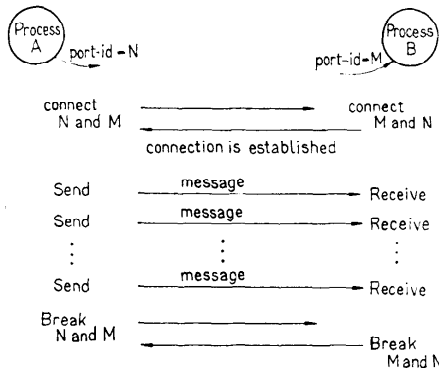 Process A
Process B
port-id=N
port-id=M
connect N and M
connect M and N
connection is established
Send message Receive
Send message Receive
Send message Receive
Break N and M
Break M and N